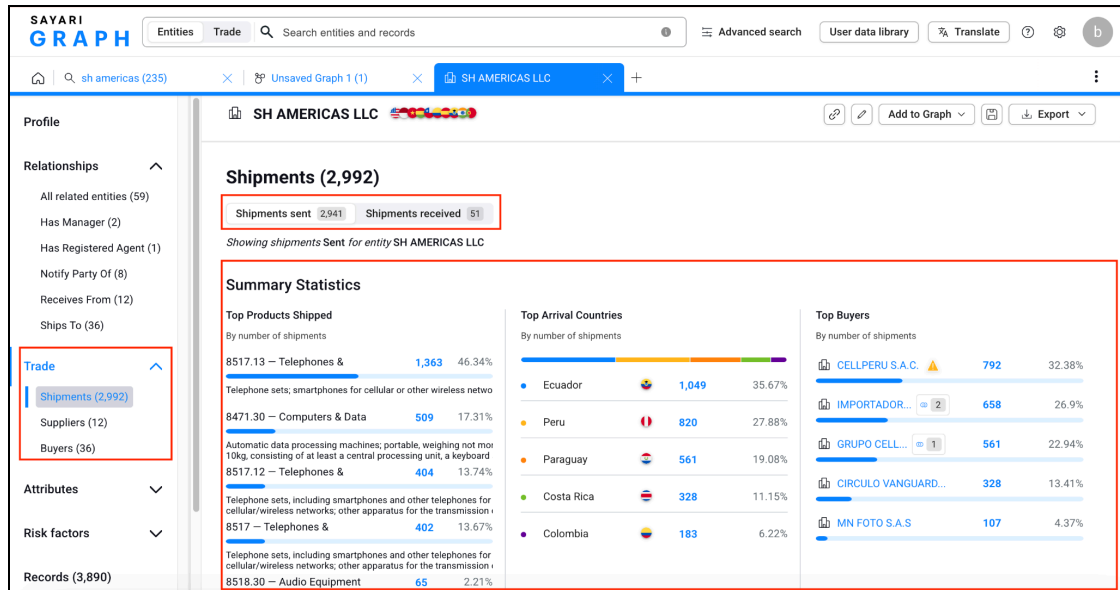 SAYARI
GRAPH
Entities Trade Search entities and records Advanced search User data library Translate b
sh americas (235) Unsaved Graph 1 (1) SH AMERICAS LLC
Profile
Relationships
All related entities (59)
Has Manager (2)
Has Registered Agent (1)
Notify Party Of (8)
Receives From (12)
Ships To (36)
Trade
Shipments (2,992)
Suppliers (12)
Buyers (36)
Attributes
Risk factors
Records (3,890)
SH AMERICAS LLC
Add to Graph Export
Shipments (2,992)
Shipments sent 2,941 Shipments received 51
Showing shipments Sent for entity SH AMERICAS LLC
Summary Statistics
Top Products Shipped
By number of shipments
8517.13 — Telephones & 1,363 46.34%
Telephone sets; smartphones for cellular or other wireless netwo
8471.30 — Computers & Data 509 17.31%
Automatic data processing machines; portable, weighing not mor
10kg, consisting of at least a central processing unit, a keyboard
8517.12 — Telephones & 404 13.74%
Telephone sets, including smartphones and other telephones for
cellular/wireless networks; other apparatus for the transmission
8517 — Telephones & 402 13.67%
Telephone sets, including smartphones and other telephones for
cellular/wireless networks; other apparatus for the transmission
8518.30 — Audio Equipment 65 2.21%
Top Arrival Countries
By number of shipments
Ecuador 1,049 35.67%
Peru 820 27.88%
Paraguay 561 19.08%
Costa Rica 328 11.15%
Colombia 183 6.22%
Top Buyers
By number of shipments
CELLPERU S.A.C. 792 32.38%
IMPORTADOR... 2 658 26.9%
GRUPO CELL... 1 561 22.94%
CIRCULO VANGUARD... 328 13.41%
MN FOTO S.A.S 107 4.37%